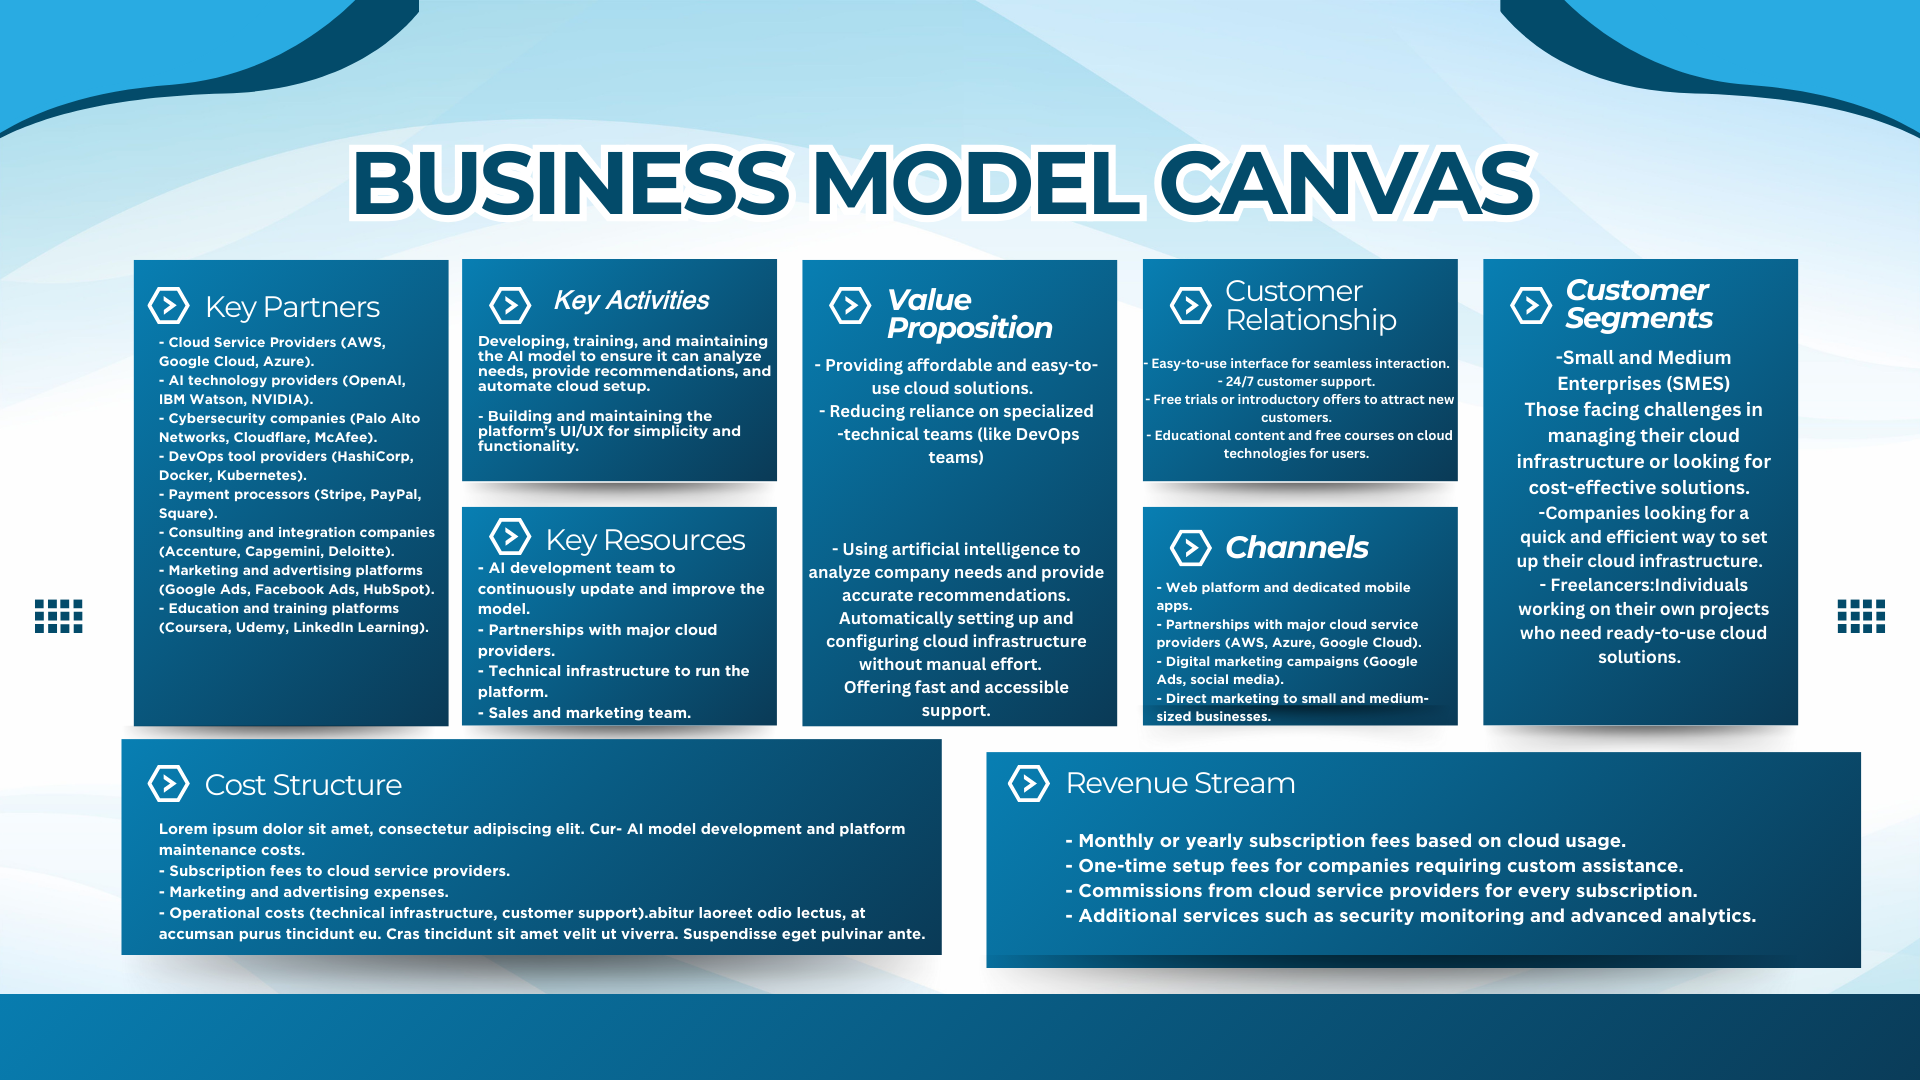 BUSINESS MODEL CANVAS
Key Partners
- Cloud Service Providers (AWS,
Google Cloud, Azure).
- AI technology providers (OpenAI,
IBM Watson, NVIDIA).
- Cybersecurity companies (Palo Alto
Networks, Cloudflare, McAfee).
- DevOps tool providers (HashiCorp,
Docker, Kubernetes).
- Payment processors (Stripe, PayPal,
Square).
- Consulting and integration companies
(Accenture, Capgemini, Deloitte).
- Marketing and advertising platforms
(Google Ads, Facebook Ads, HubSpot).
- Education and training platforms
(Coursera, Udemy, LinkedIn Learning).
Key Activities
Developing, training, and maintaining
the AI model to ensure it can analyze
needs, provide recommendations, and
automate cloud setup.
- Building and maintaining the
platform's UI/UX for simplicity and
functionality.
Key Resources
- AI development team to
continuously update and improve the
model.
- Partnerships with major cloud
providers.
- Technical infrastructure to run the
platform.
- Sales and marketing team.
Value
Proposition
- Providing affordable and easy-to-
use cloud solutions.
- Reducing reliance on specialized
-technical teams (like DevOps
teams)
- Using artificial intelligence to
analyze company needs and provide
accurate recommendations.
Automatically setting up and
configuring cloud infrastructure
without manual effort.
Offering fast and accessible
support.
Customer
Relationship
- Easy-to-use interface for seamless interaction.
- 24/7 customer support.
- Free trials or introductory offers to attract new
customers.
- Educational content and free courses on cloud
technologies for users.
Channels
- Web platform and dedicated mobile
apps.
- Partnerships with major cloud service
providers (AWS, Azure, Google Cloud).
- Digital marketing campaigns (Google
Ads, social media).
- Direct marketing to small and medium-
sized businesses.
Customer
Segments
-Small and Medium
Enterprises (SMES)
Those facing challenges in
managing their cloud
infrastructure or looking for
cost-effective solutions.
-Companies looking for a
quick and efficient way to set
up their cloud infrastructure.
- Freelancers:Individuals
working on their own projects
who need ready-to-use cloud
solutions.
Cost Structure
Lorem ipsum dolor sit amet, consectetur adipiscing elit. Cur- AI model development and platform
maintenance costs.
- Subscription fees to cloud service providers.
- Marketing and advertising expenses.
- Operational costs (technical infrastructure, customer support).abitur laoreet odio lectus, at
accumsan purus tincidunt eu. Cras tincidunt sit amet velit ut viverra. Suspendisse eget pulvinar ante.
Revenue Stream
- Monthly or yearly subscription fees based on cloud usage.
- One-time setup fees for companies requiring custom assistance.
- Commissions from cloud service providers for every subscription.
- Additional services such as security monitoring and advanced analytics.